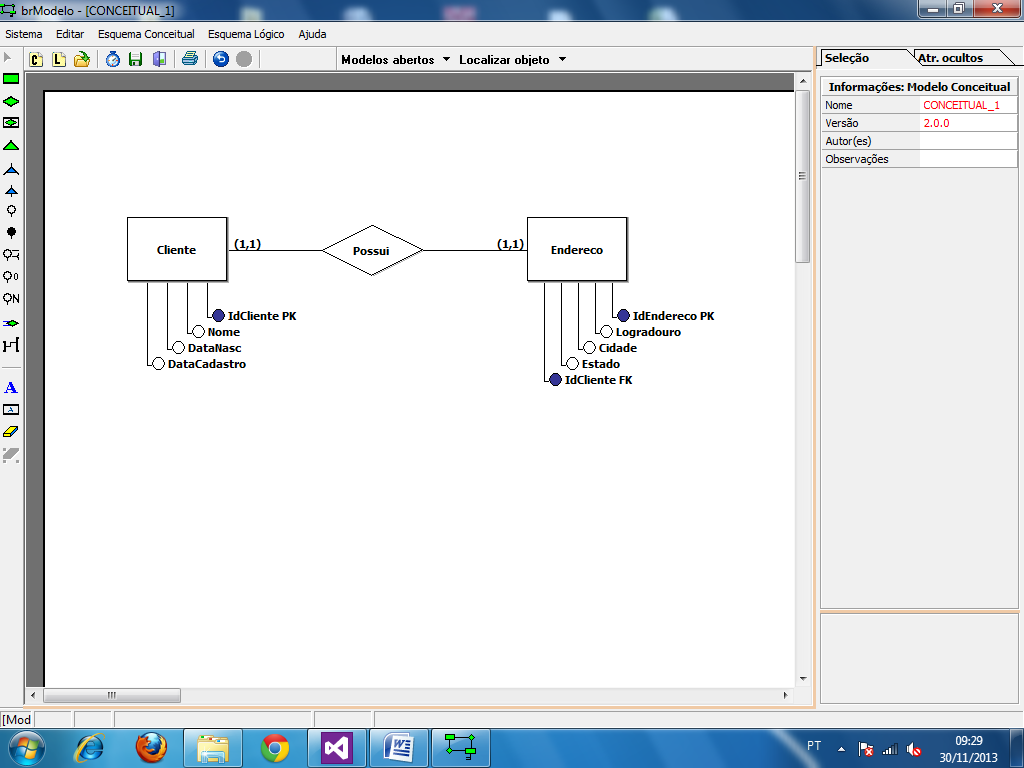 brModelo - [CONCEITUAL_1]
Sistema Editar Esquema Conceitual Esquema Lógico Ajuda
C L Modelos abertos Localizar objeto
Seleção Atr. ocultos
Informações: Modelo Conceitual
Nome CONCEITUAL_1
Versão 2.0.0
Autor(es)
Observações
Cliente (1,1) Possui (1,1) Endereco
IdCliente PK
Nome
DataNasc
DataCadastro
IdEndereco PK
Logradouro
Cidade
Estado
IdCliente FK
0
N
A
A
[Mod
PT 09:29
30/11/2013